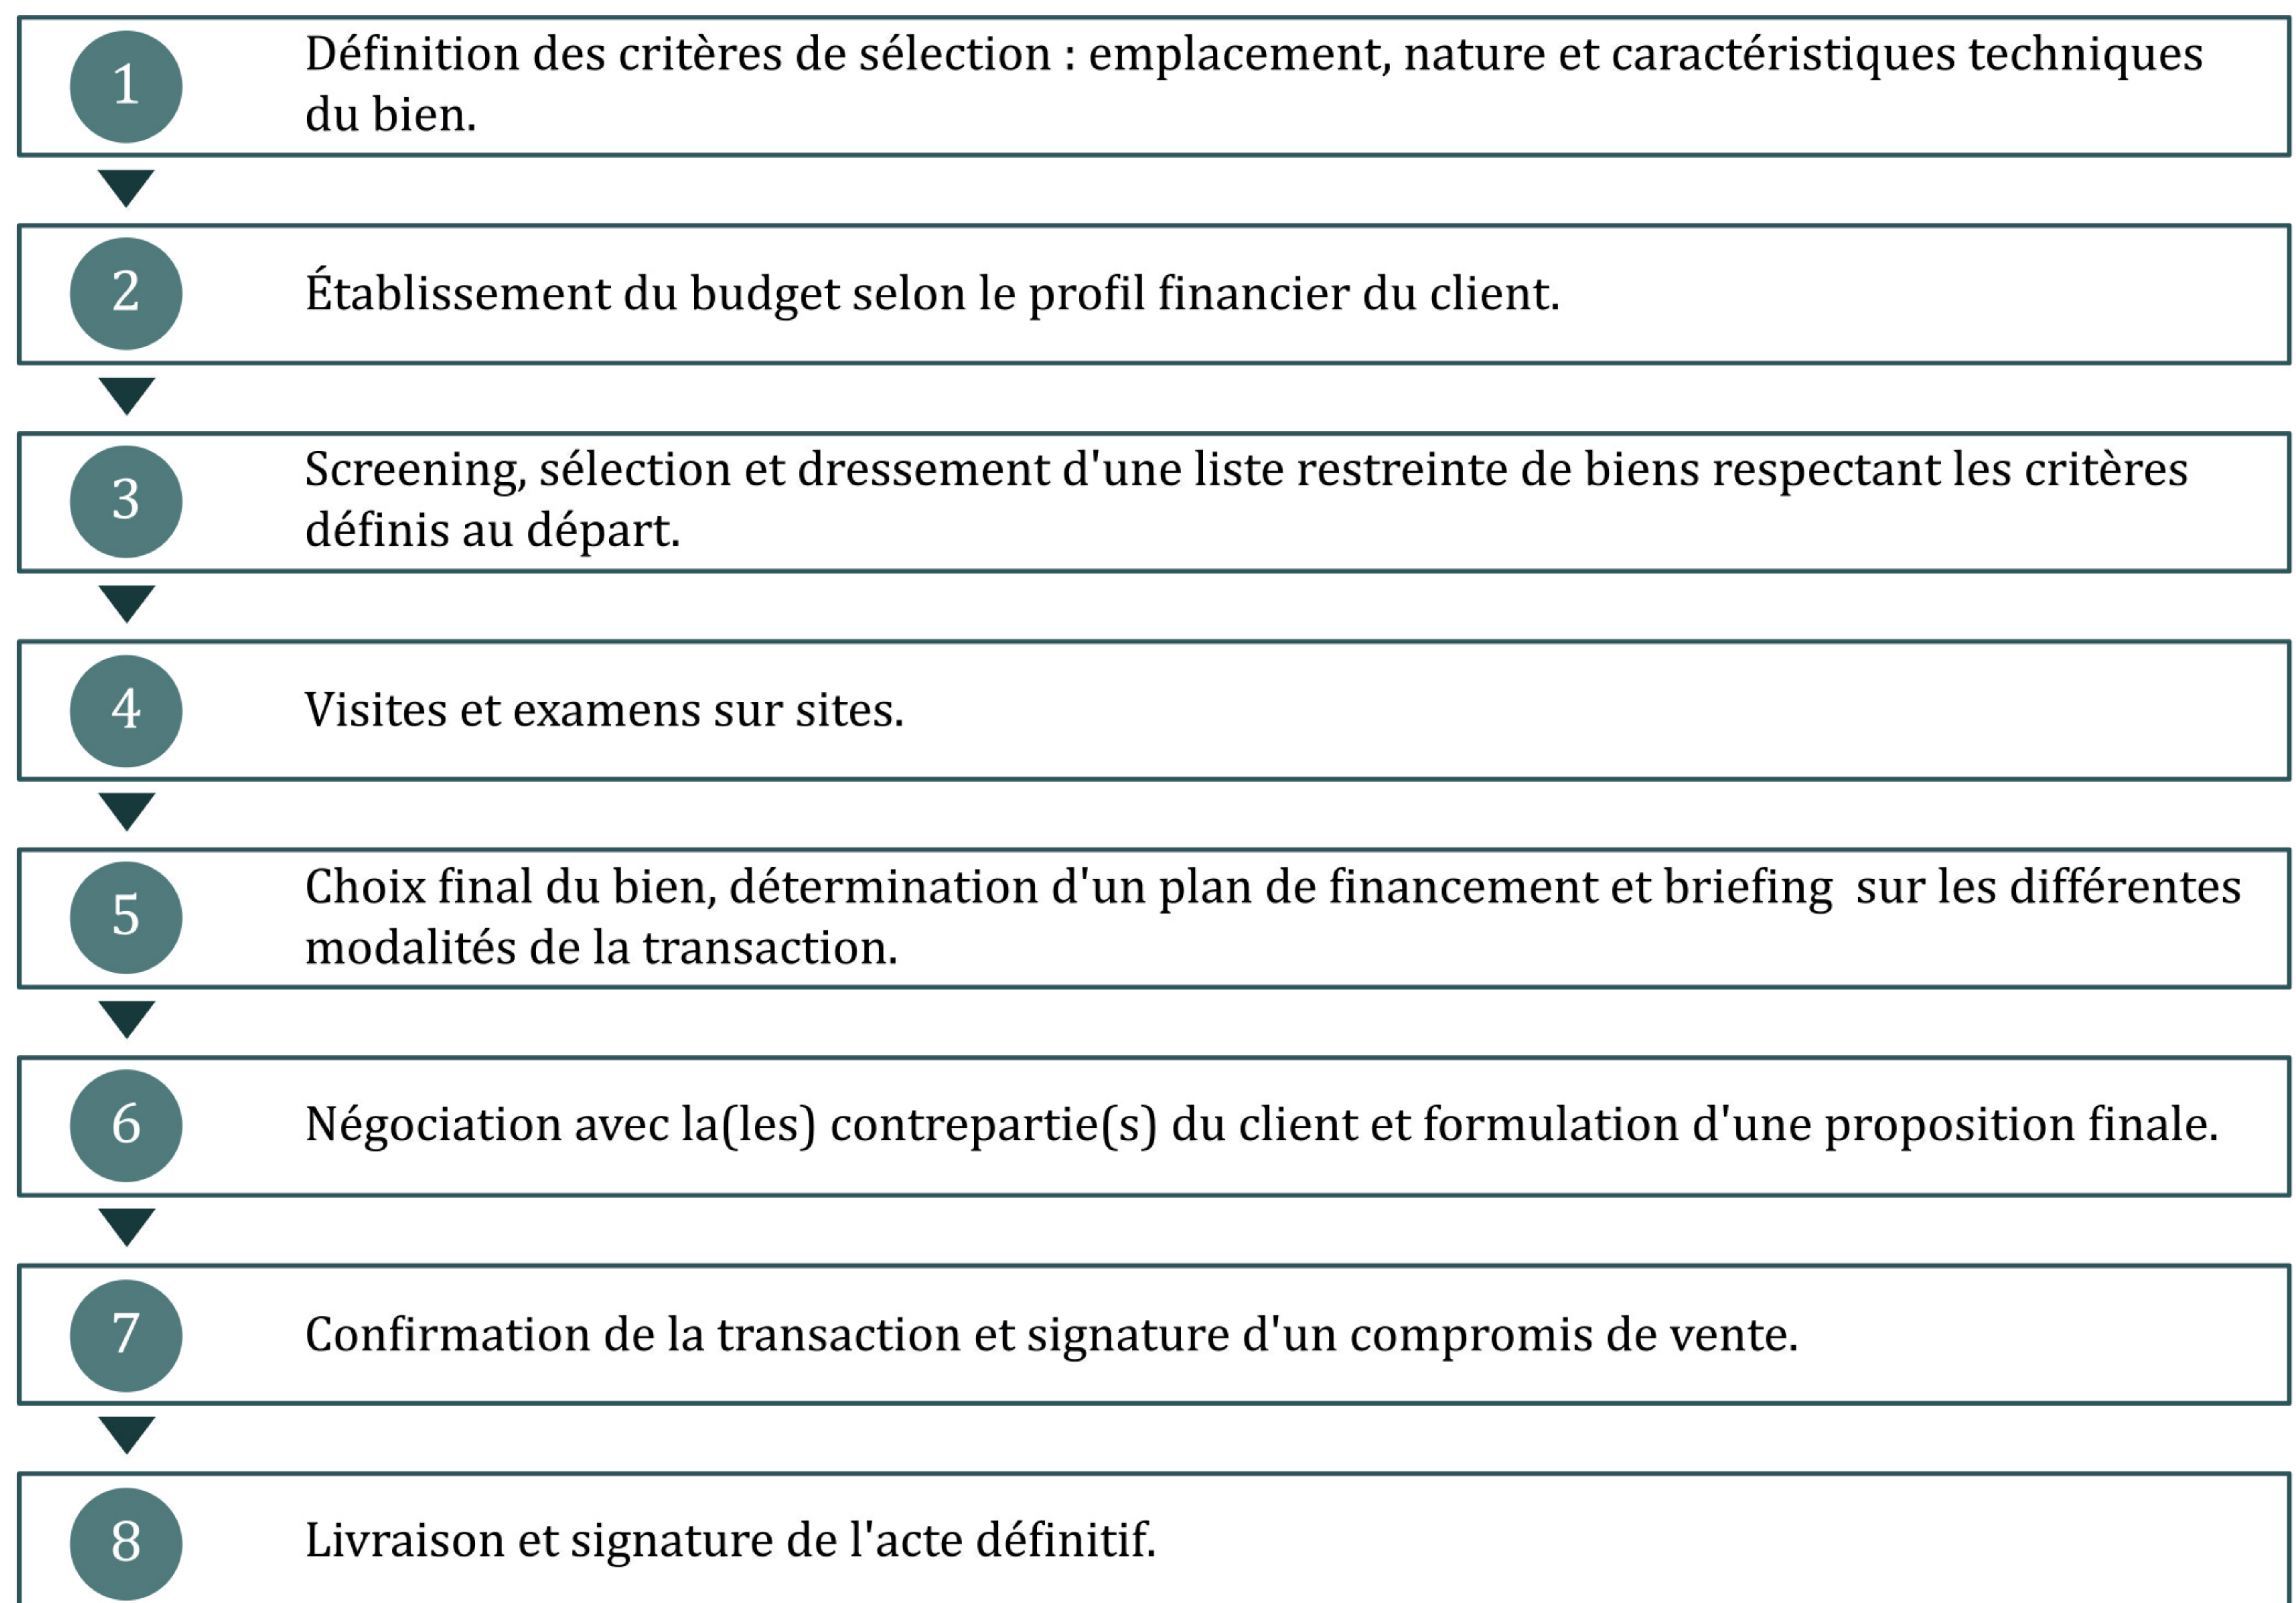 1
Définition des critères de sélection : emplacement, nature et caractéristiques techniques
du bien.
2
Établissement du budget selon le profil financier du client.
3
Screening, sélection et dressement d'une liste restreinte de biens respectant les critères
définis au départ.
4
Visites et examens sur sites.
5
Choix final du bien, détermination d'un plan de financement et briefing  sur les différentes
modalités de la transaction.
6
Négociation avec la(les) contrepartie(s) du client et formulation d'une proposition finale.
7
Confirmation de la transaction et signature d'un compromis de vente.
8
Livraison et signature de l'acte définitif.